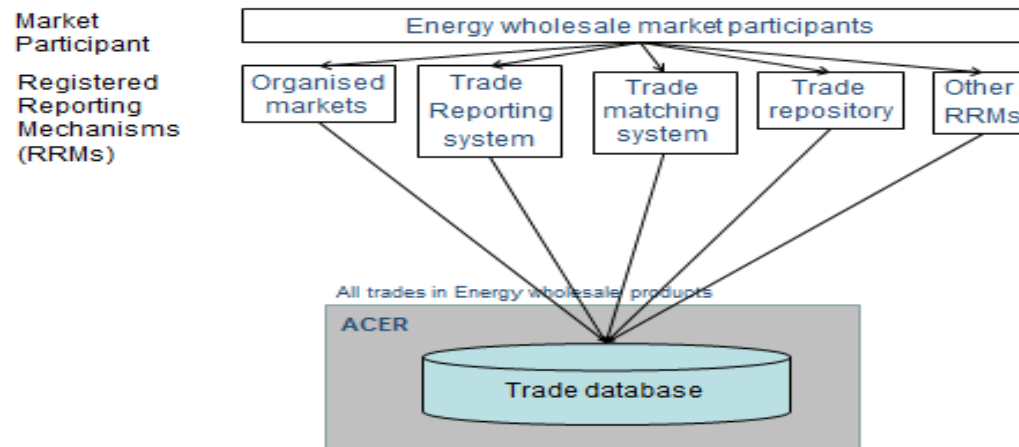 Market
Participant
Energy wholesale market participants
Registered
Reporting
Mechanisms
(RRMs)
Organised
markets
Trade
Reporting
system
Trade
matching
system
Trade
repository
Other
RRMs
All trades in Energy wholesale products
ACER
Trade database